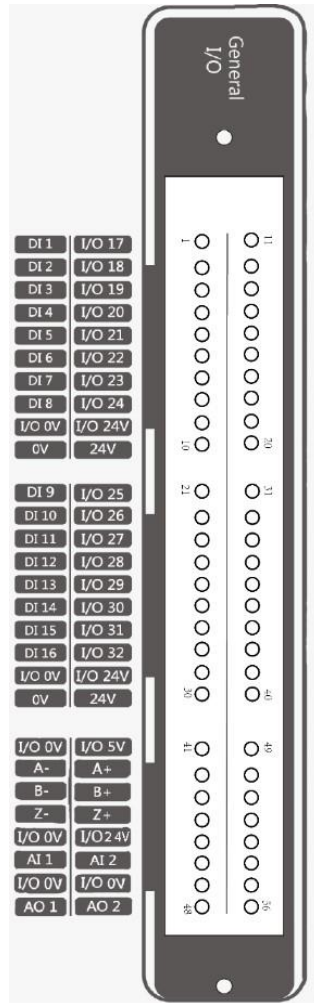 General
I/O
DI 1 I/O 17
DI 2 I/O 18
DI 3 I/O 19
DI 4 I/O 20
DI 5 I/O 21
DI 6 I/O 22
DI 7 I/O 23
DI 8 I/O 24
I/O 0V I/O 24V
0V 24V
1 11
10 20
DI 9 I/O 25
DI 10 I/O 26
DI 11 I/O 27
DI 12 I/O 28
DI 13 I/O 29
DI 14 I/O 30
DI 15 I/O 31
DI 16 I/O 32
I/O 0V I/O 24V
0V 24V
21 31
30 40
I/O 0V I/O 5V
A- A+
B- B+
Z- Z+
I/O 0V I/O24V
AI 1 AI 2
I/O 0V I/O 0V
AO 1 AO 2
41 49
48 56